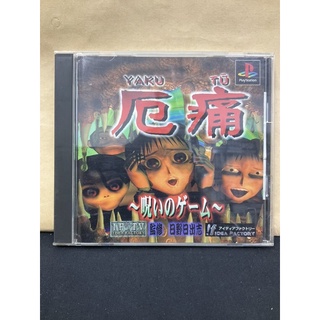 YAKU TŪ
厄痛
PlayStation
～呪いのゲーム～
監修 日野日出志
アイディアファクトリー
IDEA FACTORY